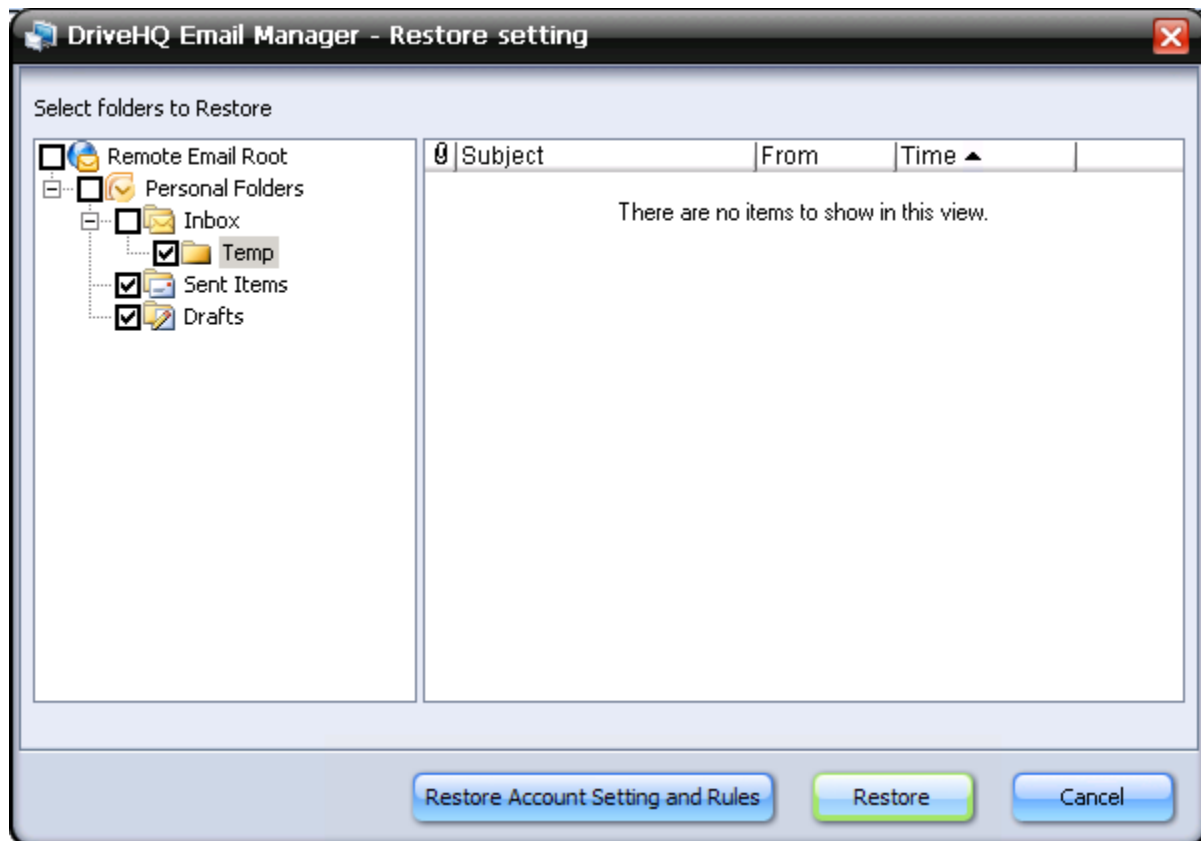 DriveHQ Email Manager - Restore setting
Select folders to Restore
Remote Email Root
Personal Folders
Inbox
Temp
Sent Items
Drafts
Subject From Time
There are no items to show in this view.
Restore Account Setting and Rules Restore Cancel